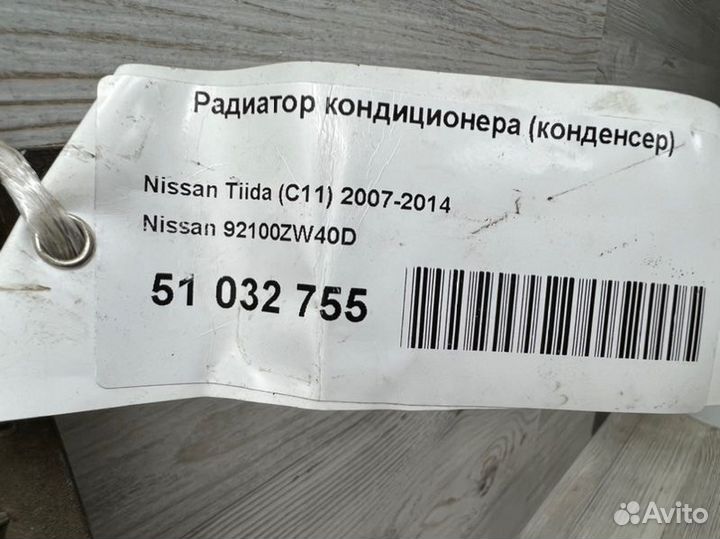 Радиатор кондиционера (конденсер)
Nissan Tiida (C11) 2007-2014
Nissan 92100ZW40D
51 032 755
Avito